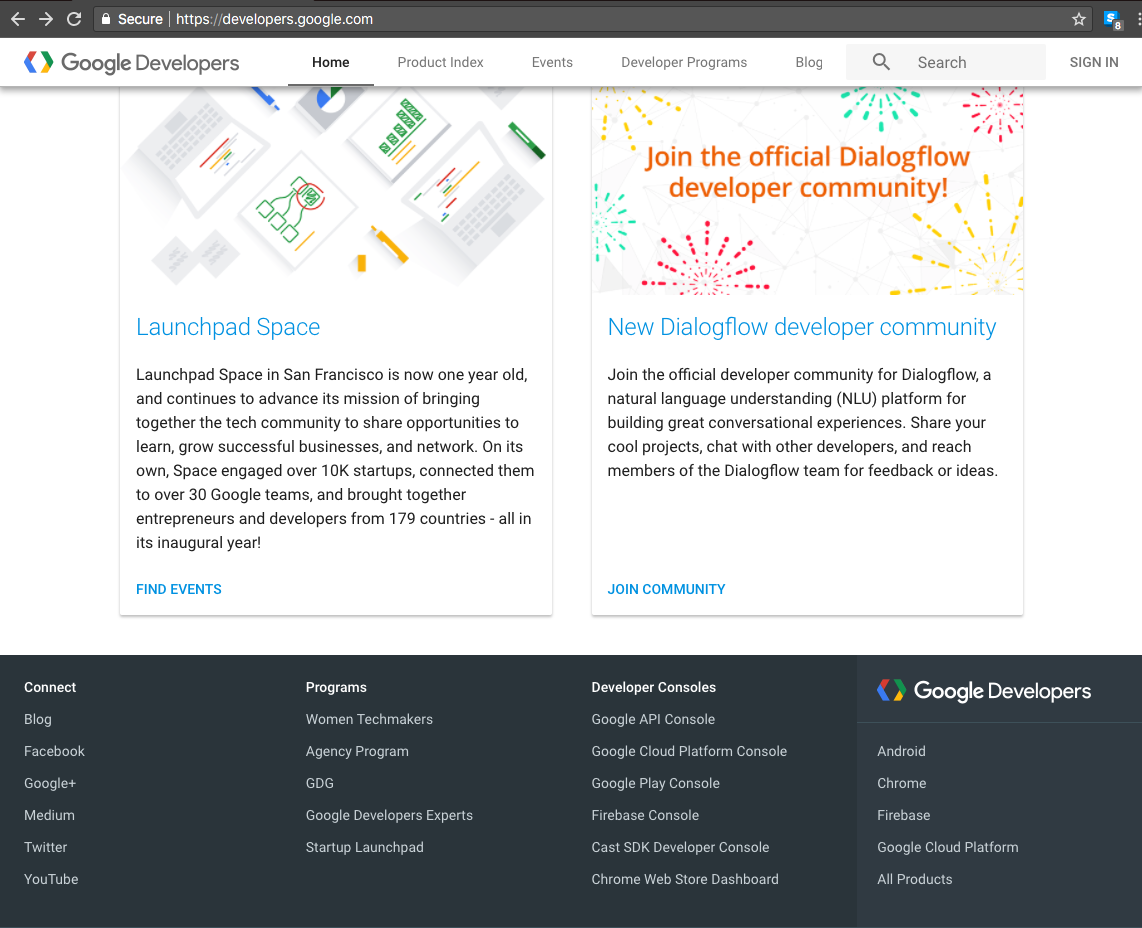 Secure https://developers.google.com
8
Google Developers
Home
Product Index
Events
Developer Programs
Blog
Search
SIGN IN
Join the official Dialogflow
developer community!
Launchpad Space
Launchpad Space in San Francisco is now one year old,
and continues to advance its mission of bringing
together the tech community to share opportunities to
learn, grow successful businesses, and network. On its
own, Space engaged over 10K startups, connected them
to over 30 Google teams, and brought together
entrepreneurs and developers from 179 countries - all in
its inaugural year!
FIND EVENTS
New Dialogflow developer community
Join the official developer community for Dialogflow, a
natural language understanding (NLU) platform for
building great conversational experiences. Share your
cool projects, chat with other developers, and reach
members of the Dialogflow team for feedback or ideas.
JOIN COMMUNITY
Connect
Blog
Facebook
Google+
Medium
Twitter
YouTube
Programs
Women Techmakers
Agency Program
GDG
Google Developers Experts
Startup Launchpad
Developer Consoles
Google API Console
Google Cloud Platform Console
Google Play Console
Firebase Console
Cast SDK Developer Console
Chrome Web Store Dashboard
Google Developers
Android
Chrome
Firebase
Google Cloud Platform
All Products